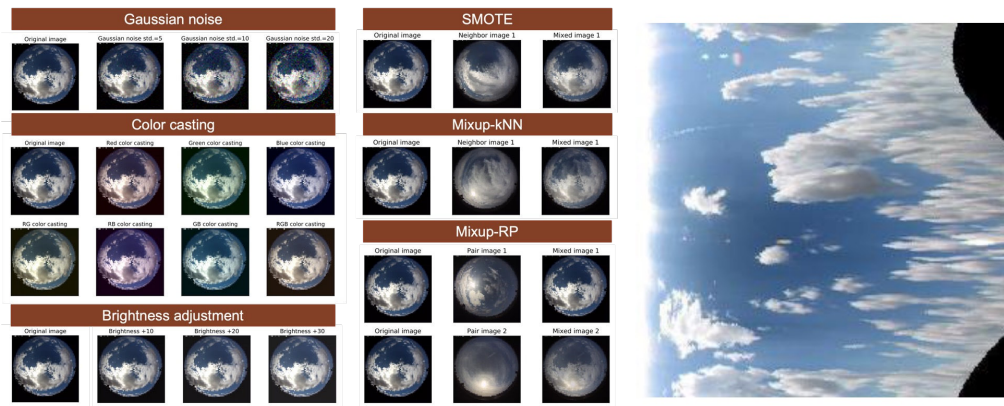 Gaussian noise
Original image Gaussian noise std.=5 Gaussian noise std.=10 Gaussian noise std.=20
Color casting
Original image Red color casting Green color casting Blue color casting
RG color casting RB color casting GB color casting RGB color casting
Brightness adjustment
Original image Brightness +10 Brightness +20 Brightness +30
SMOTE
Original image Neighbor image 1 Mixed image 1
Mixup-kNN
Original image Neighbor image 1 Mixed image 1
Mixup-RP
Original image Pair image 1 Mixed image 1
Original image Pair image 2 Mixed image 2